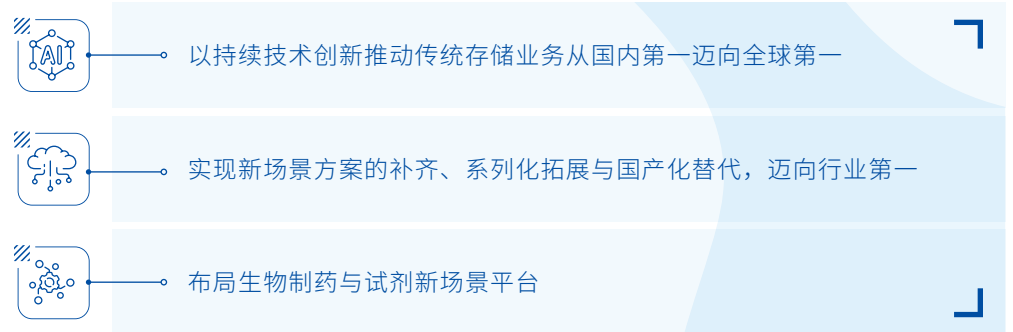 AI
以持续技术创新推动传统存储业务从国内第一迈向全球第一
实现新场景方案的补齐、系列化拓展与国产化替代，迈向行业第一
布局生物制药与试剂新场景平台